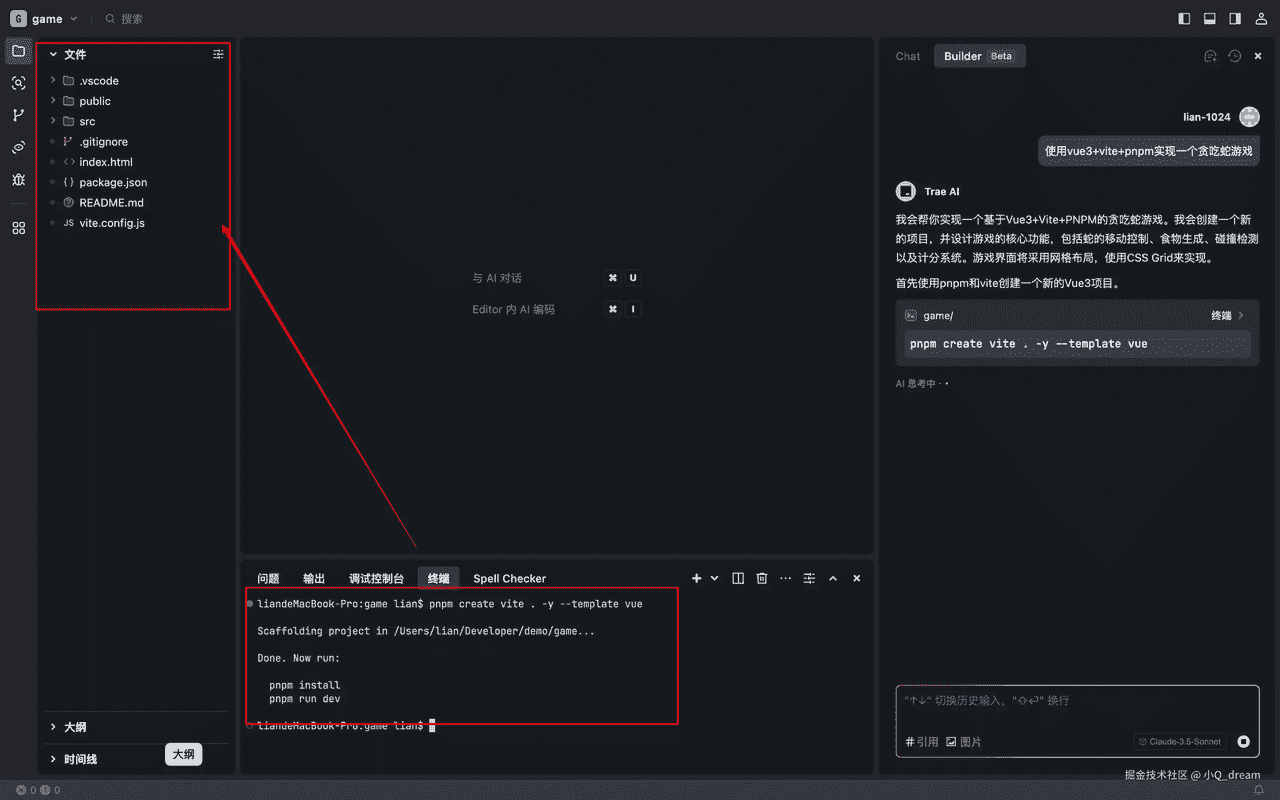 G game
搜索
文件
.vscode
public
src
.gitignore
index.html
package.json
README.md
JS vite.config.js
大纲
时间线
大纲
与 AI 对话 ⌘ U
Editor 内 AI 编码 ⌘ I
问题 输出 调试控制台 终端 Spell Checker
liandeMacBook-Pro:game lian$ pnpm create vite . -y --template vue
Scaffolding project in /Users/lian/Developer/demo/game...
Done. Now run:
pnpm install
pnpm run dev
liandeMacBook-Pro:game lian$
Chat Builder Beta
lian-1024
使用vue3+vite+pnpm实现一个贪吃蛇游戏
Trae AI
我会帮你实现一个基于Vue3+Vite+PNPM的贪吃蛇游戏。我会创建一个新
的项目，并设计游戏的核心功能，包括蛇的移动控制、食物生成、碰撞检测
以及计分系统。游戏界面将采用网格布局，使用CSS Grid来实现。
首先使用pnpm和vite创建一个新的Vue3项目。
game/ 终端
pnpm create vite . -y --template vue
AI 思考中 · •
"↑↓" 切换历史输入，"⇧⏎" 换行
#引用 图片 Claude-3.5-Sonnet
掘金技术社区 @ 小Q_dream
0 0